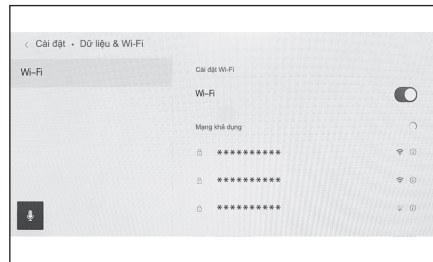 < Cài đặt • Dữ liệu & Wi-Fi
Wi-Fi
Cài đặt Wi-Fi
Wi-Fi
Mạng khả dụng
**********
**********
**********